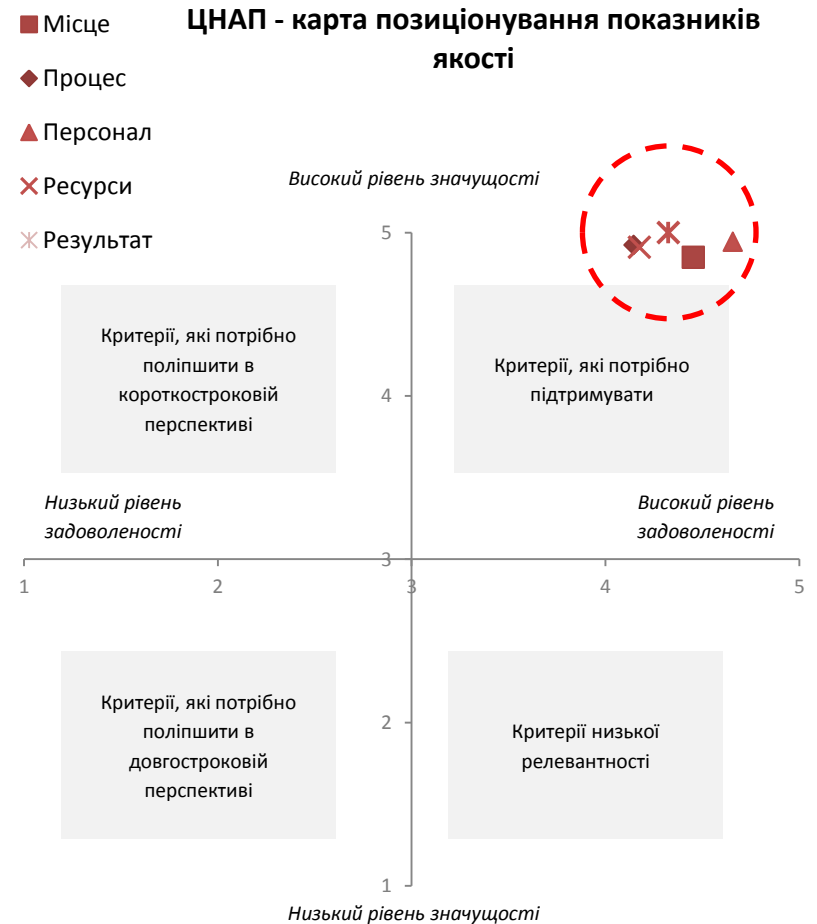 ЦНАП - карта позиціонування показників
якості
Місце
Процес
Персонал
Ресурси
Результат
Високий рівень значущості
5
Критерії, які потрібно
поліпшити в
короткостроковій
перспективі
Критерії, які потрібно
підтримувати
4
Низький рівень
задоволеності
Високий рівень
задоволеності
3
1
2
3
4
5
Критерії, які потрібно
поліпшити в
довгостроковій
перспективі
2
Критерії низької
релевантності
1
Низький рівень значущості